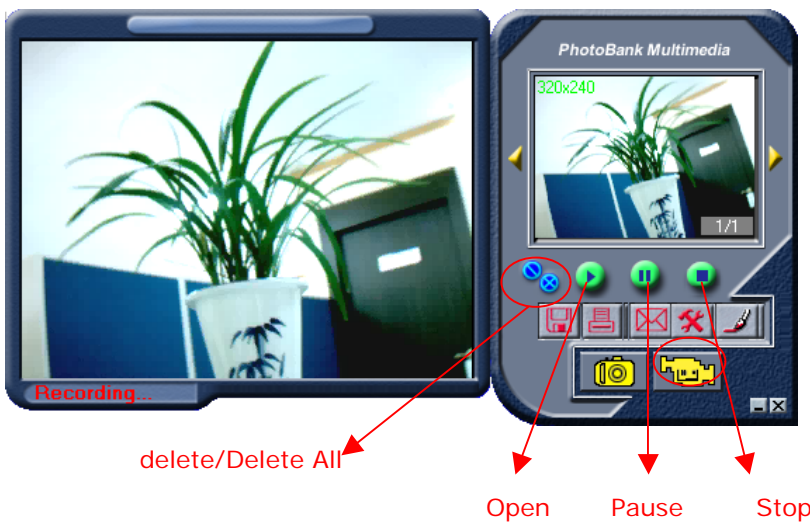 PhotoBank Multimedia
320x240
1/1
Recording...
delete/Delete All
Open Pause Stop